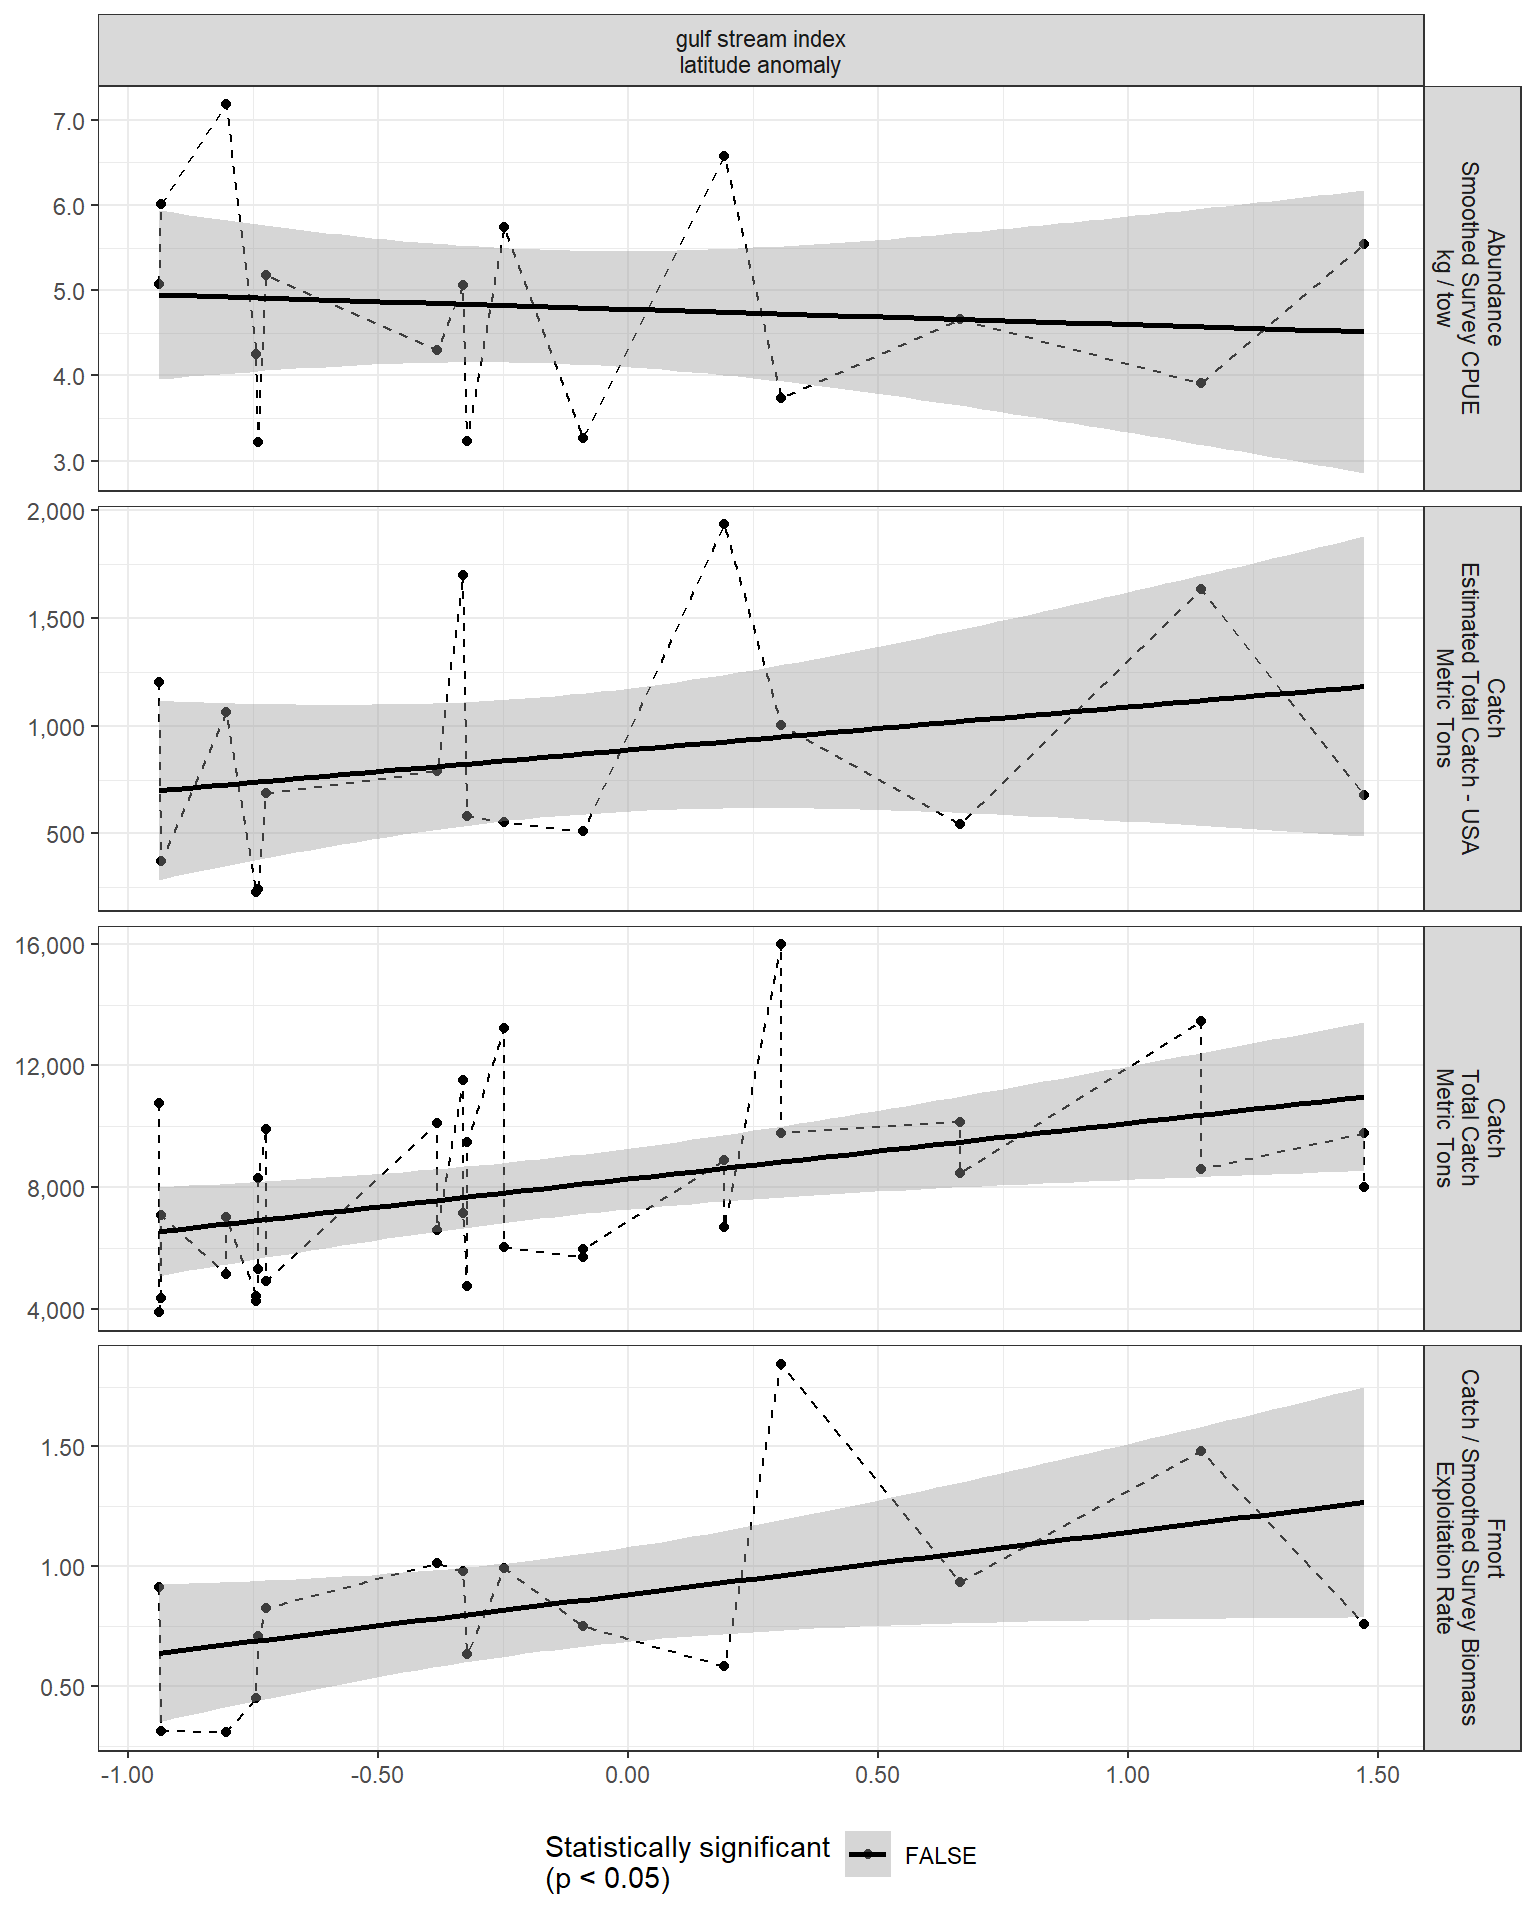 gulf stream index
latitude anomaly
7.0
6.0
5.0
4.0
3.0
Abundance
Smoothed Survey CPUE
kg / tow
2,000
1,500
1,000
500
Catch
Estimated Total Catch - USA
Metric Tons
16,000
12,000
8,000
4,000
Catch
Total Catch
Metric Tons
1.50
1.00
0.50
Fmort
Catch / Smoothed Survey Biomass
Exploitation Rate
-1.00
-0.50
0.00
0.50
1.00
1.50
Statistically significant
(p < 0.05)
FALSE